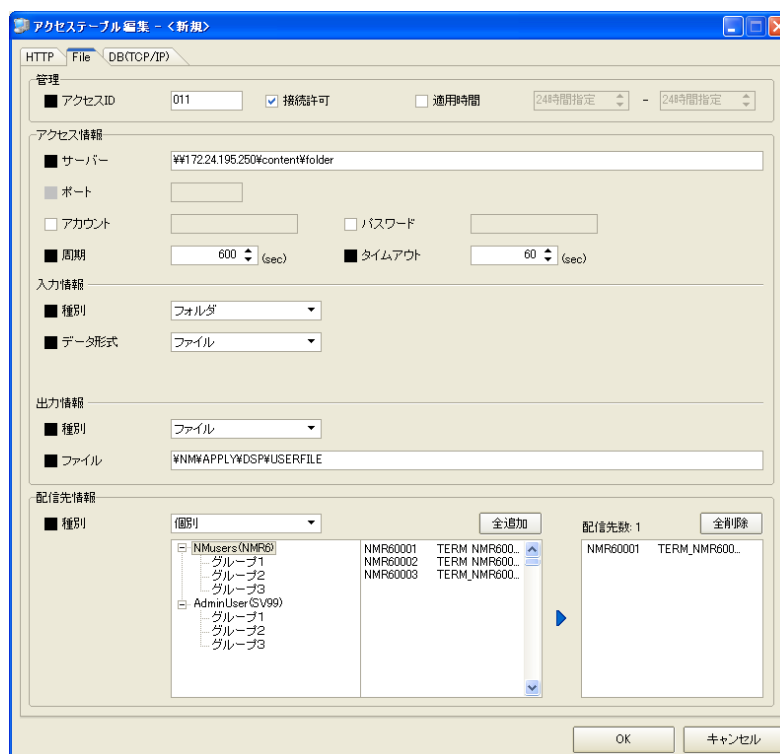 アクセステーブル編集 - <新規>
HTTP File DB(TCP/IP)
管理
アクセスID 011 接続許可 適用時間 24時間指定 - 24時間指定
アクセス情報
サーバー ¥¥172.24.195.250¥content¥folder
ポート
アカウント パスワード
周期 600 (sec) タイムアウト 60 (sec)
入力情報
種別 フォルダ
データ形式 ファイル
出力情報
種別 ファイル
ファイル ¥NM¥APPLY¥DSP¥USERFILE
配信先情報
種別 個別 全追加 配信先数: 1 全削除
NMusers(NMR6) NMR60001 TERM NMR600... NMR60001 TERM_NMR600...
グループ1 NMR60002 TERM NMR600...
グループ2 NMR60003 TERM_NMR600...
グループ3
AdminUser(SV99)
グループ1
グループ2
グループ3
OK キャンセル